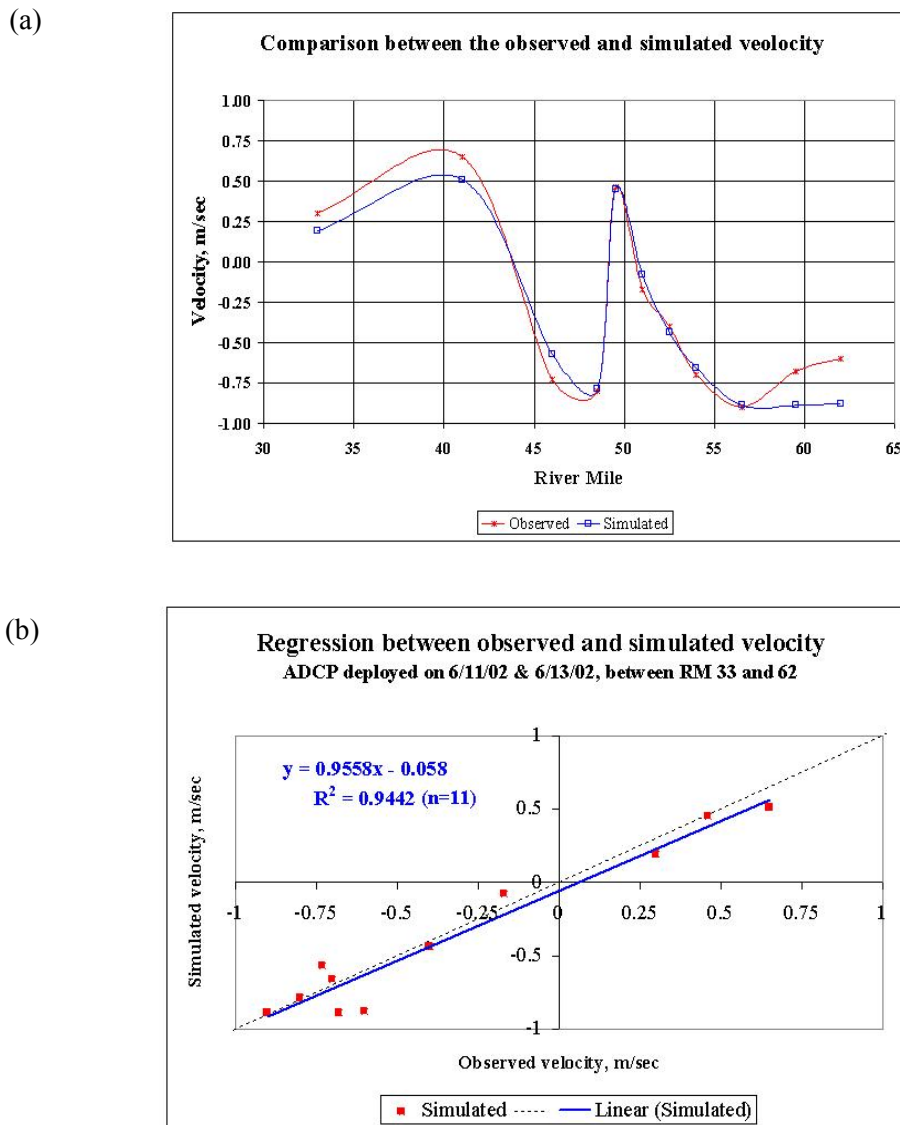 (a)
Comparison between the observed and simulated veolocity
Velocity, m/sec
1.00
0.75
0.50
0.25
0.00
-0.25
-0.50
-0.75
-1.00
30 35 40 45 50 55 60 65
River Mile
Observed Simulated
(b)
Regression between observed and simulated velocity
ADCP deployed on 6/11/02 & 6/13/02, between RM 33 and 62
y = 0.9558x - 0.058
R² = 0.9442 (n=11)
Simulated velocity, m/sec
1
0.5
0
-0.5
-1
-1 -0.75 -0.5 -0.25 0 0.25 0.5 0.75 1
Observed velocity, m/sec
Simulated Linear (Simulated)